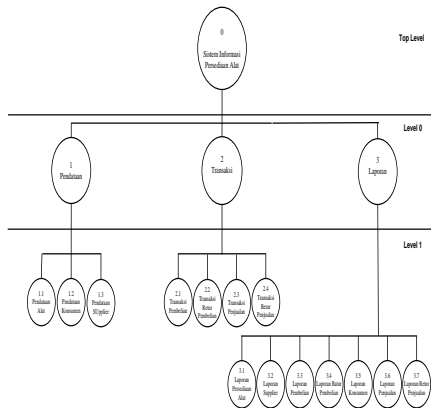 0
Sistem Informasi
Persediaan Alat
Top Level
Level 0
1
Pendataan
2
Transaksi
3
Laporan
Level 1
1.1
Pendataan
Alat
1.2
Pendataan
Konsumen
1.3
Pendataan
SUpplier
2.1
Transaksi
Pembelian
2.2
Transaksi
Retur
Pembelian
2.3
Transaksi
Penjualan
2.4
Transaksi
Retur
Penjualan
3.1
Laporan
Persediaan
Alat
3.2
Laporan
Supplier
3.3
Laporan
Pembelian
3.4
Laporan Retur
Pembelian
3.5
Laporan
Konsumen
3.6
Laporan
Penjualan
3.7
Laporan Retur
Penjualan